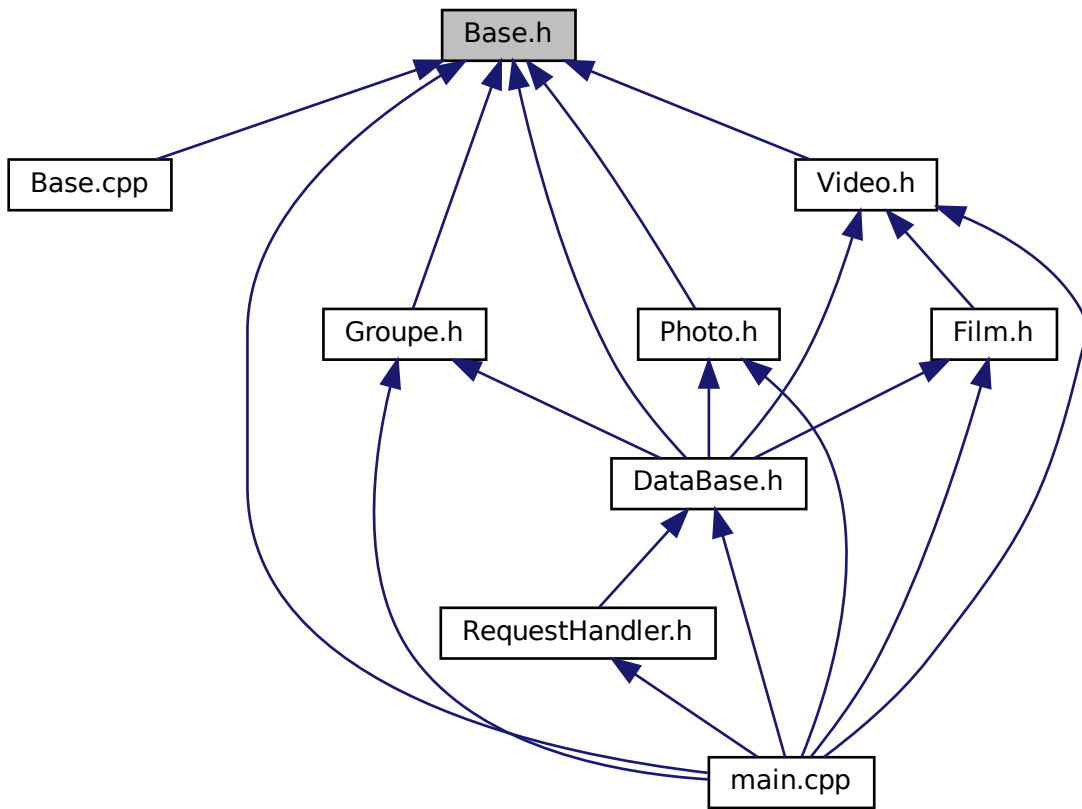 Base.h
Base.cpp
Video.h
Groupe.h
Photo.h
Film.h
DataBase.h
RequestHandler.h
main.cpp